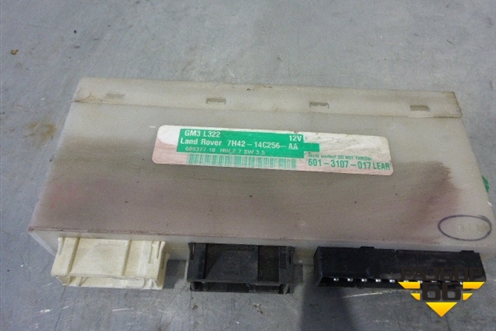 GM3 L322 12V
Land Rover 7H42-14C256-AA
601-3107-017 LEAR